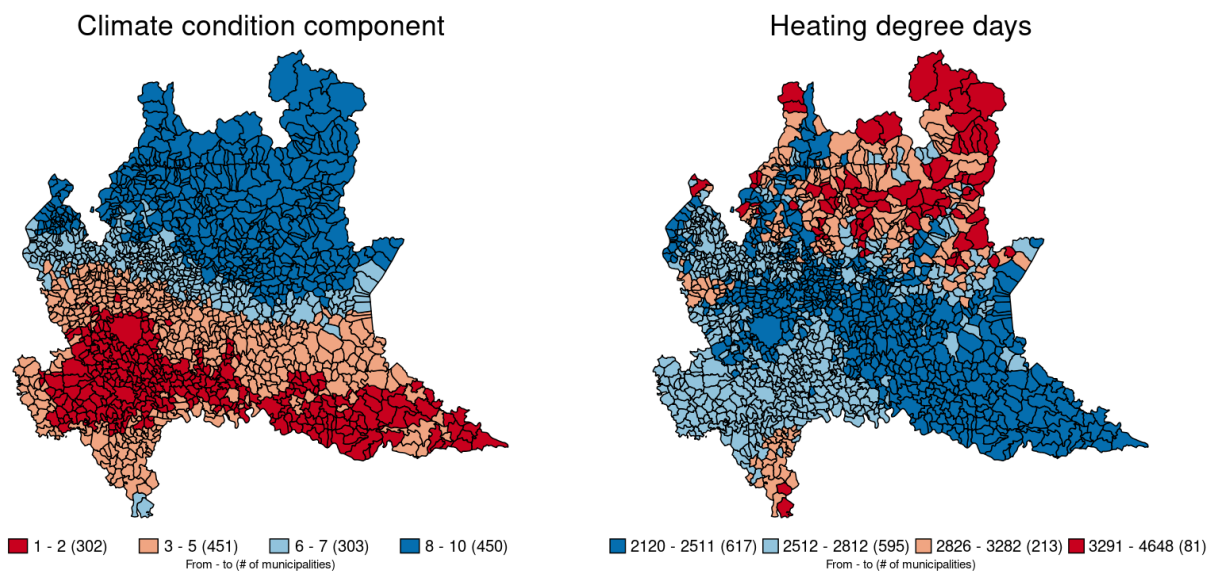 Climate condition component
Heating degree days
1 - 2 (302) 3 - 5 (451) 6 - 7 (303) 8 - 10 (450)
From - to (# of municipalities)
2120 - 2511 (617) 2512 - 2812 (595) 2826 - 3282 (213) 3291 - 4648 (81)
From - to (# of municipalities)